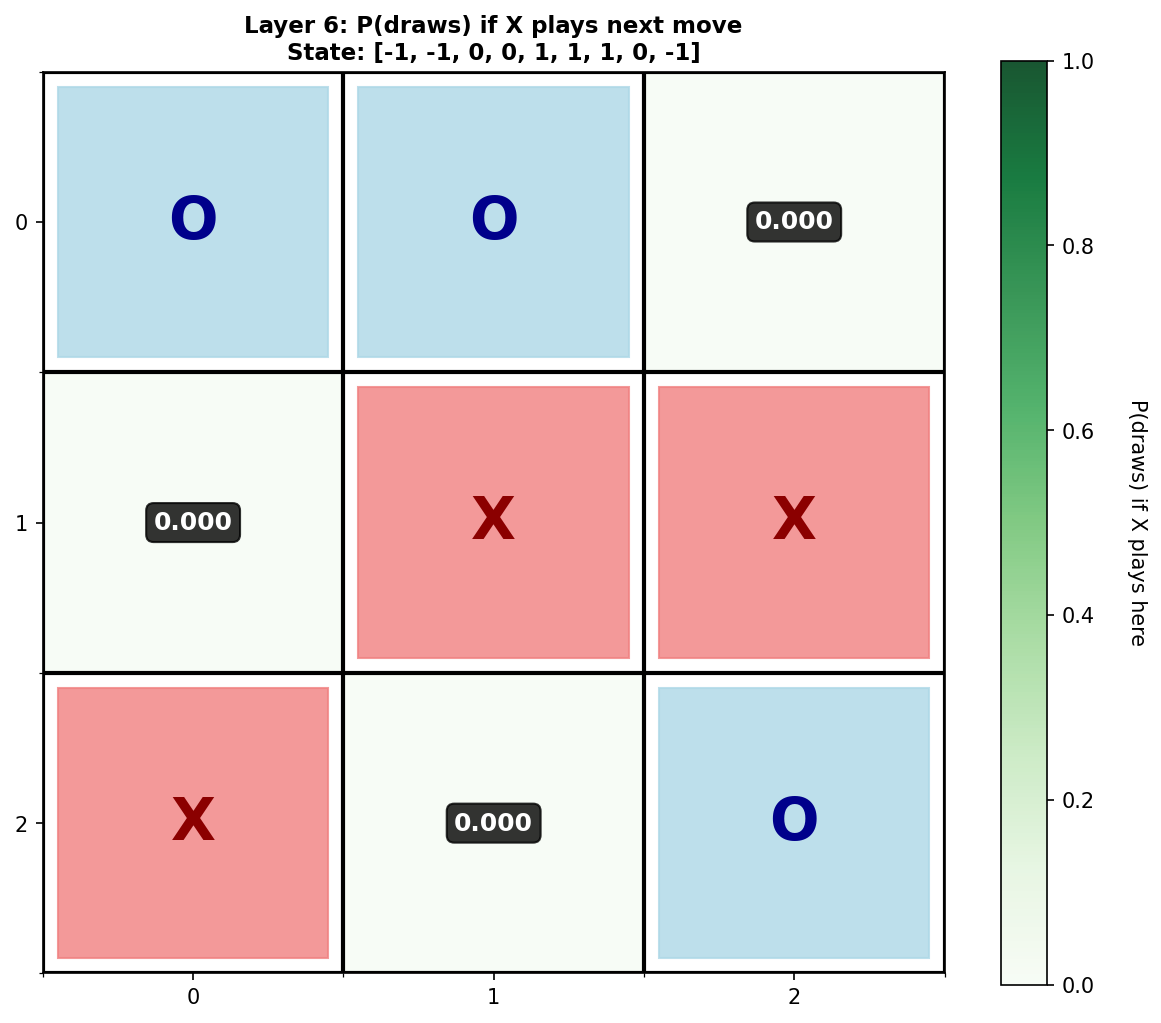 Layer 6: P(draws) if X plays next move
State: [-1, -1, 0, 0, 1, 1, 1, 0, -1]
0
O
O
0.000
1
0.000
X
X
2
X
0.000
O
0
1
2
1.0
0.8
0.6
0.4
0.2
0.0
P(draws) if X plays here